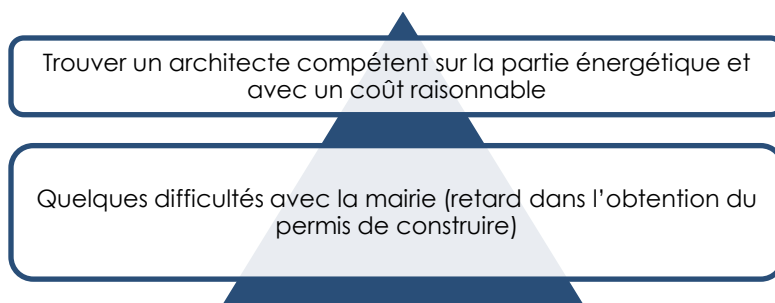 Trouver un architecte compétent sur la partie énergétique et
avec un coût raisonnable
Quelques difficultés avec la mairie (retard dans l’obtention du
permis de construire)